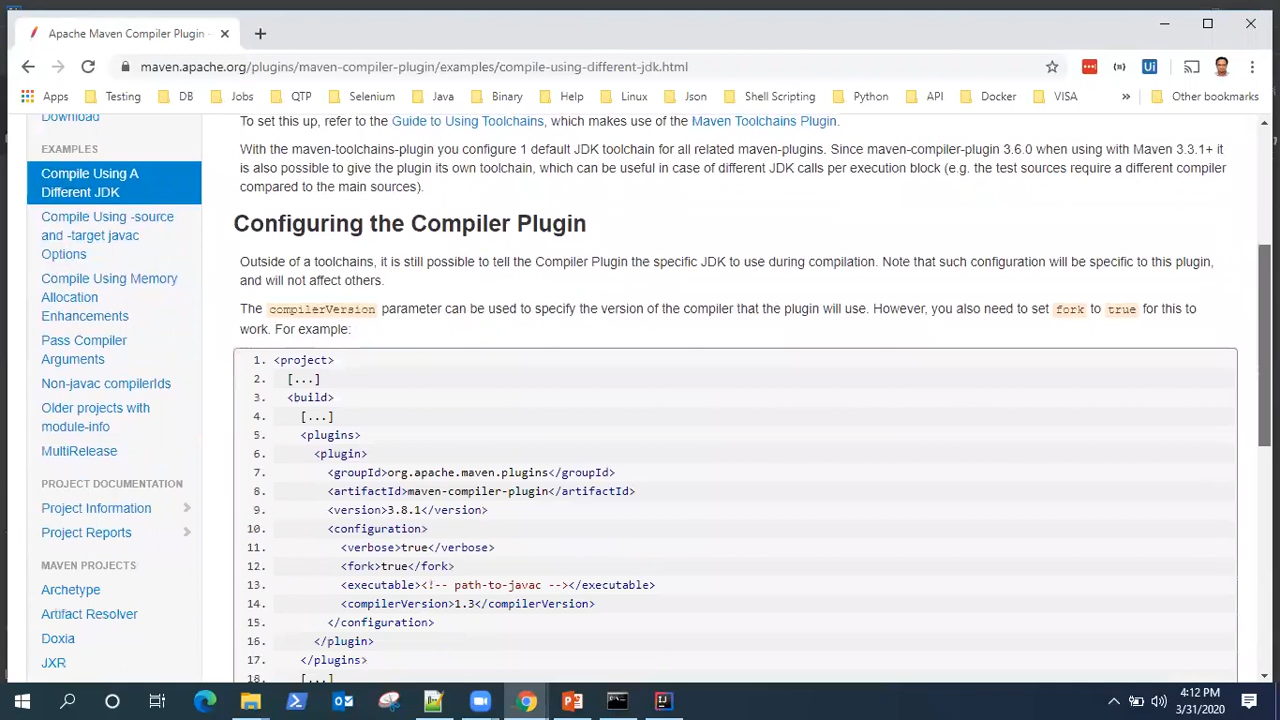 Apache Maven Compiler Plugin -
maven.apache.org/plugins/maven-compiler-plugin/examples/compile-using-different-jdk.html
Apps Testing DB Jobs QTP Selenium Java Binary Help Linux Json Shell Scripting Python API Docker VISA » Other bookmarks
Download
EXAMPLES
Compile Using A
Different JDK
Compile Using -source
and -target javac
Options
Compile Using Memory
Allocation
Enhancements
Pass Compiler
Arguments
Non-javac compilerIds
Older projects with
module-info
MultiRelease
PROJECT DOCUMENTATION
Project Information
Project Reports
MAVEN PROJECTS
Archetype
Artifact Resolver
Doxia
JXR
To set this up, refer to the Guide to Using Toolchains, which makes use of the Maven Toolchains Plugin.
With the maven-toolchains-plugin you configure 1 default JDK toolchain for all related maven-plugins. Since maven-compiler-plugin 3.6.0 when using with Maven 3.3.1+ it
is also possible to give the plugin its own toolchain, which can be useful in case of different JDK calls per execution block (e.g. the test sources require a different compiler
compared to the main sources).
Configuring the Compiler Plugin
Outside of a toolchains, it is still possible to tell the Compiler Plugin the specific JDK to use during compilation. Note that such configuration will be specific to this plugin,
and will not affect others.
The compilerVersion parameter can be used to specify the version of the compiler that the plugin will use. However, you also need to set fork to true for this to
work. For example:
1. <project>
2. [...]
3. <build>
4. [...]
5. <plugins>
6. <plugin>
7. <groupId>org.apache.maven.plugins</groupId>
8. <artifactId>maven-compiler-plugin</artifactId>
9. <version>3.8.1</version>
10. <configuration>
11. <verbose>true</verbose>
12. <fork>true</fork>
13. <executable><!-- path-to-javac --></executable>
14. <compilerVersion>1.3</compilerVersion>
15. </configuration>
16. </plugin>
17. </plugins>
18. [...]
4:12 PM
3/31/2020